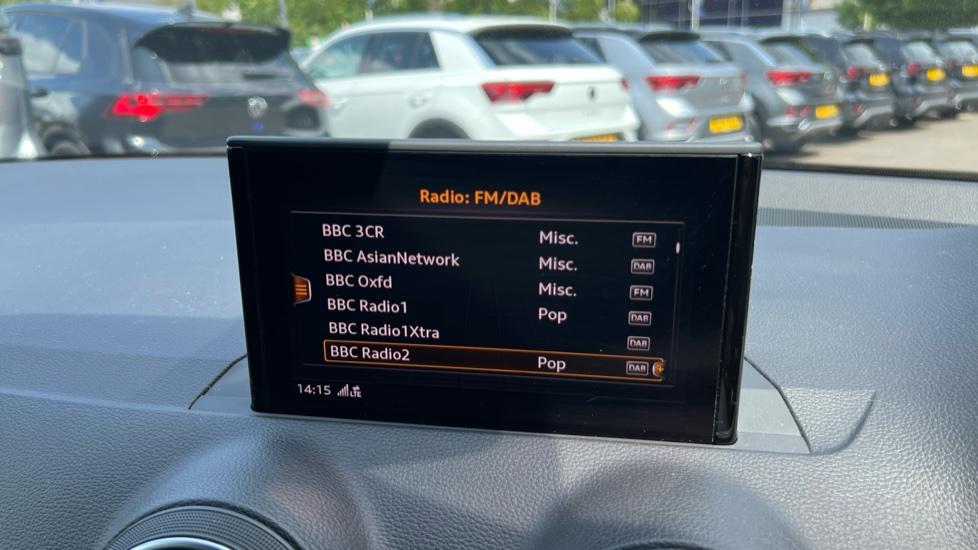 Radio: FM/DAB
BBC 3CR Misc. FM
BBC AsianNetwork Misc. DAB
BBC Oxfd Misc. FM
BBC Radio1 Pop DAB
BBC Radio1Xtra DAB
BBC Radio2 Pop DAB
14:15 LTE